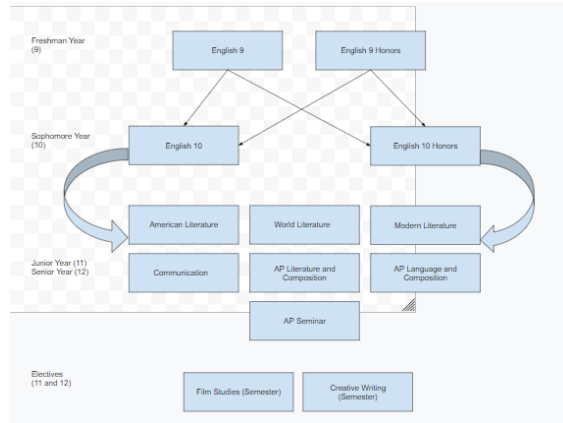 Freshman Year
(9)
English 9
English 9 Honors
Sophomore Year
(10)
English 10
English 10 Honors
American Literature
World Literature
Modern Literature
Junior Year (11)
Senior Year (12)
Communication
AP Literature and
Composition
AP Language and
Composition
AP Seminar
Electives
(11 and 12)
Film Studies (Semester)
Creative Writing
(Semester)